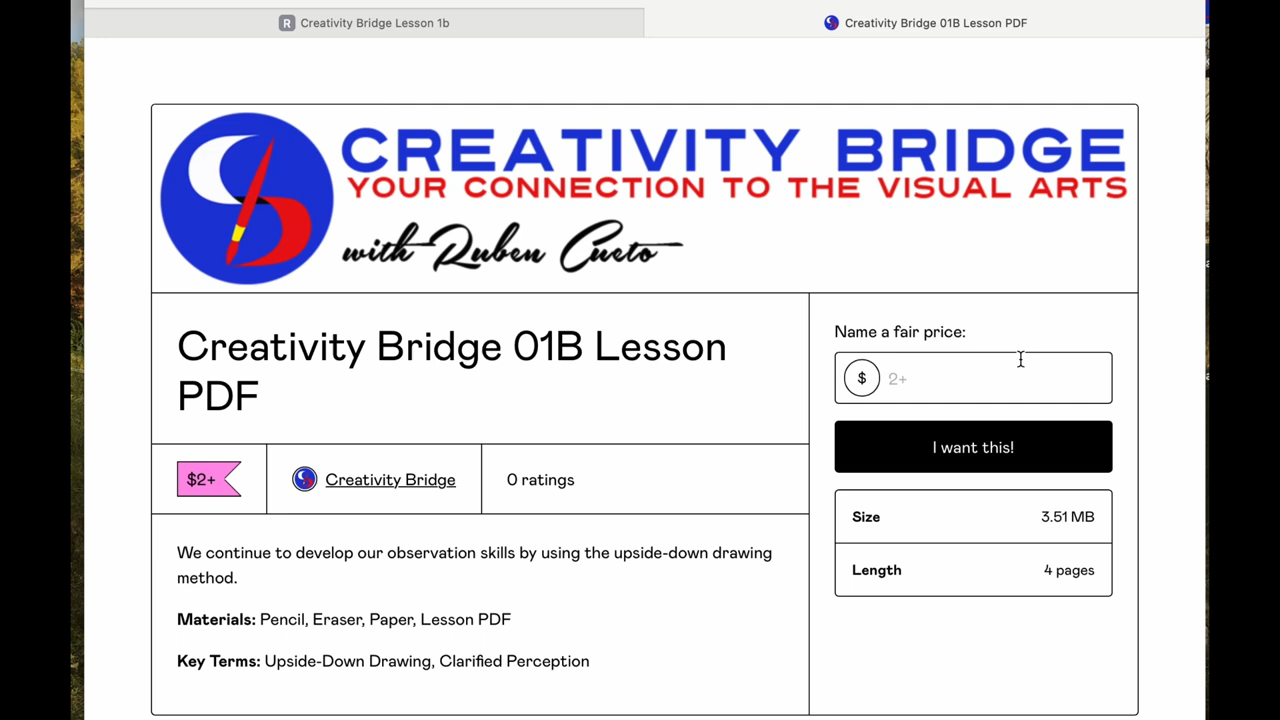 R Creativity Bridge Lesson 1b
Creativity Bridge 01B Lesson PDF
CREATIVITY BRIDGE
YOUR CONNECTION TO THE VISUAL ARTS
with Ruben Cueto
Creativity Bridge 01B Lesson
PDF
$2+
Creativity Bridge
0 ratings
We continue to develop our observation skills by using the upside-down drawing
method.
Materials: Pencil, Eraser, Paper, Lesson PDF
Key Terms: Upside-Down Drawing, Clarified Perception
Name a fair price:
$ 2+
I want this!
Size 3.51 MB
Length 4 pages